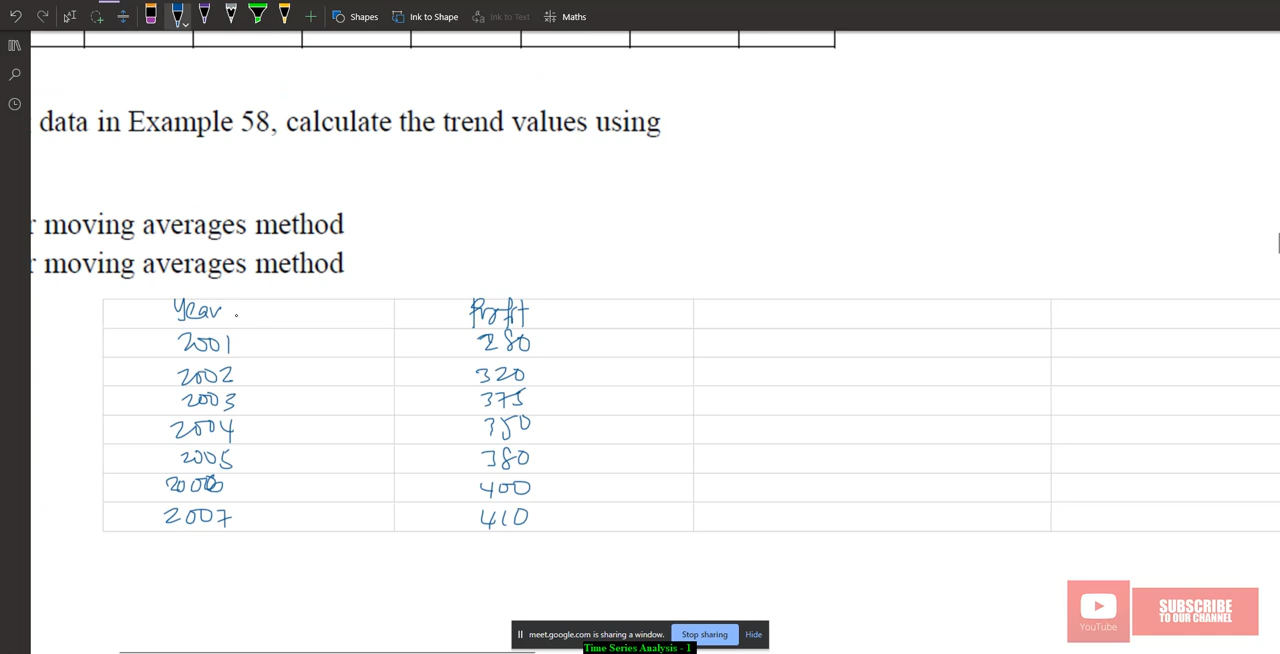 Shapes Ink to Shape Ink to Text Maths
data in Example 58, calculate the trend values using
r moving averages method
r moving averages method
Year Profit
2001 280
2002 320
2003 375
2004 350
2005 380
2006 400
2007 410
YouTube
SUBSCRIBE
TO OUR CHANNEL
meet.google.com is sharing a window. Stop sharing Hide
Time Series Analysis - 1